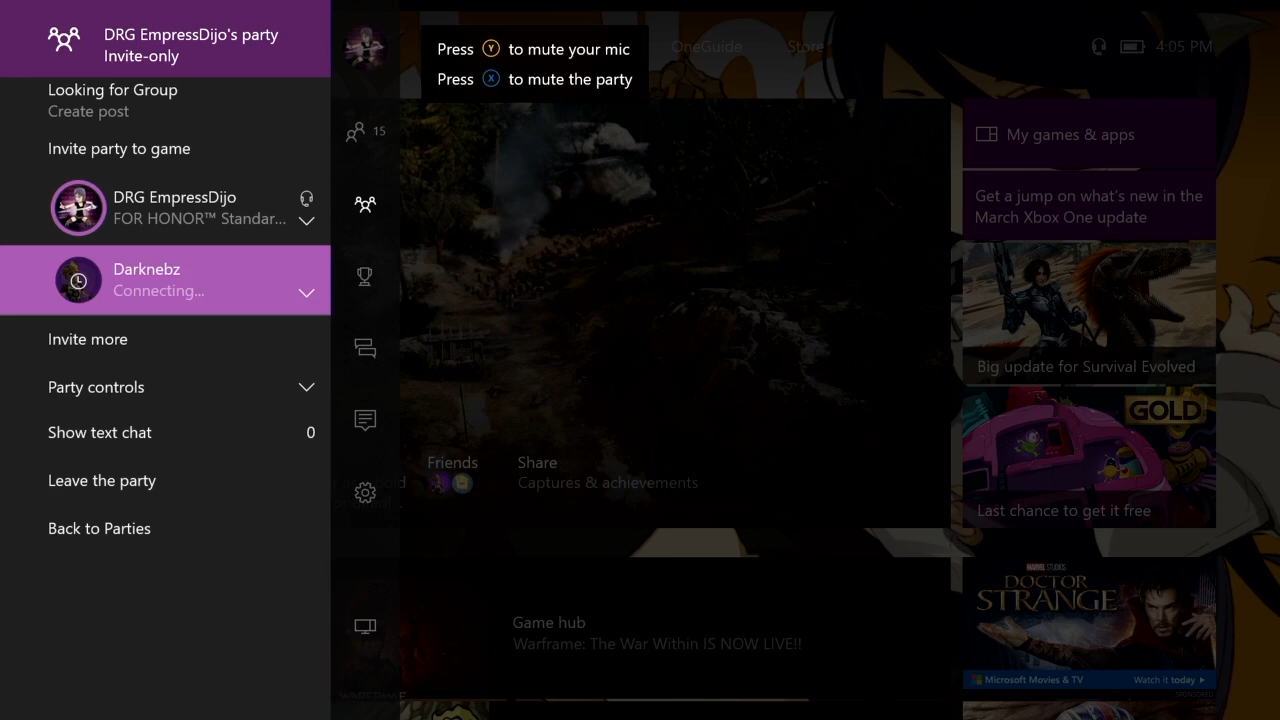 DRG EmpressDijo's party
Invite-only
Looking for Group
Create post
Invite party to game
DRG EmpressDijo
FOR HONOR™ Standar...
Darknebz
Connecting...
Invite more
Party controls
Show text chat 0
Leave the party
Back to Parties
Press Y to mute your mic
Press X to mute the party
OneGuide
Store
4:05 PM
15
My games & apps
Get a jump on what's new in the
March Xbox One update
Big update for Survival Evolved
GOLD
Last chance to get it free
Friends
Share
Captures & achievements
Game hub
Warframe: The War Within IS NOW LIVE!!
MARVEL STUDIOS
DOCTOR
STRANGE
Microsoft Movies & TV
Watch it today
SPONSORED
WARFRAME